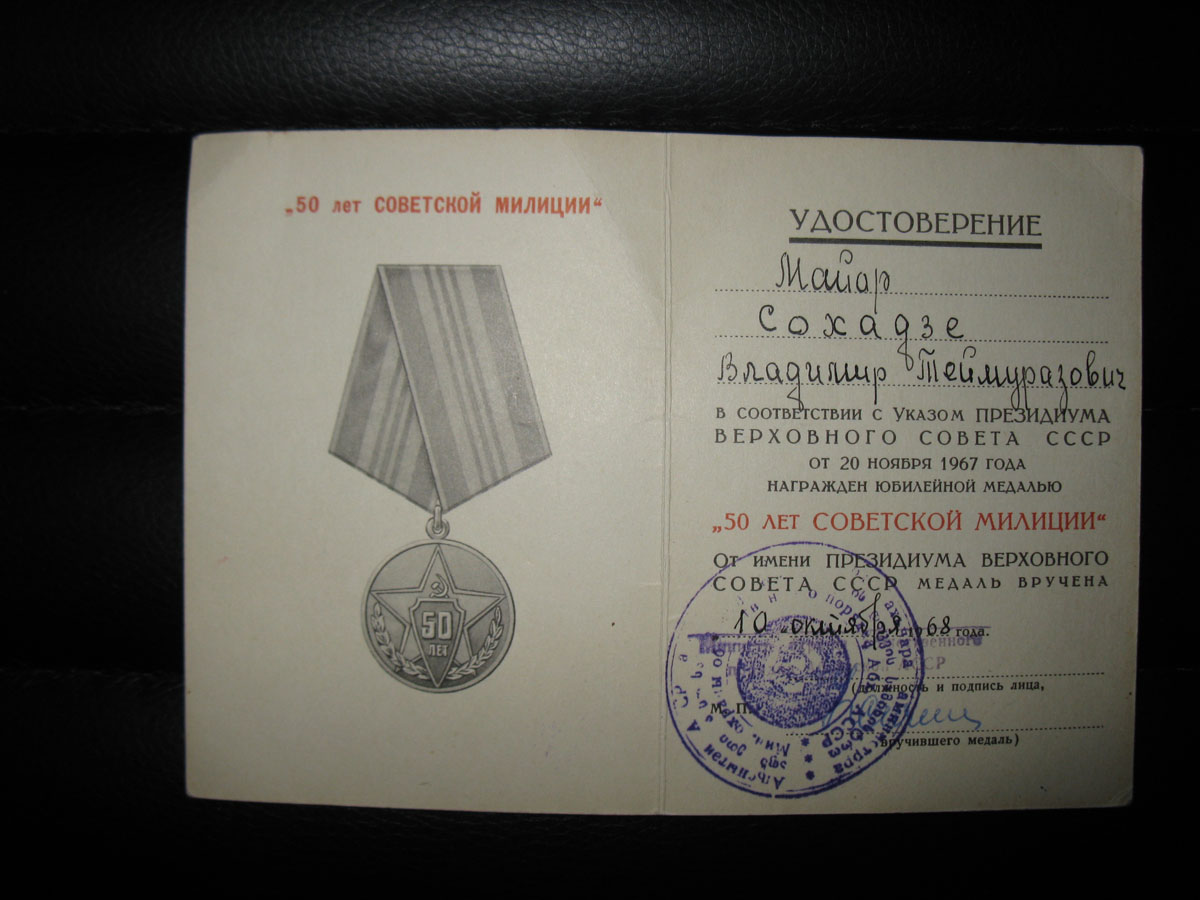 „50 лет СОВЕТСКОЙ МИЛИЦИИ“
50
ЛЕТ
УДОСТОВЕРЕНИЕ
Майор
Сохадзе
Владимир Теймуразович
В СООТВЕТСТВИИ С УКАЗОМ ПРЕЗИДИУМА
ВЕРХОВНОГО СОВЕТА СССР
ОТ 20 НОЯБРЯ 1967 ГОДА
НАГРАЖДЕН ЮБИЛЕЙНОЙ МЕДАЛЬЮ
„50 ЛЕТ СОВЕТСКОЙ МИЛИЦИИ“
ОТ ИМЕНИ ПРЕЗИДИУМА ВЕРХОВНОГО
СОВЕТА СССР МЕДАЛЬ ВРУЧЕНА
10 октября 1968 года.
(должность и подпись лица,
М. П.
вручившего медаль)